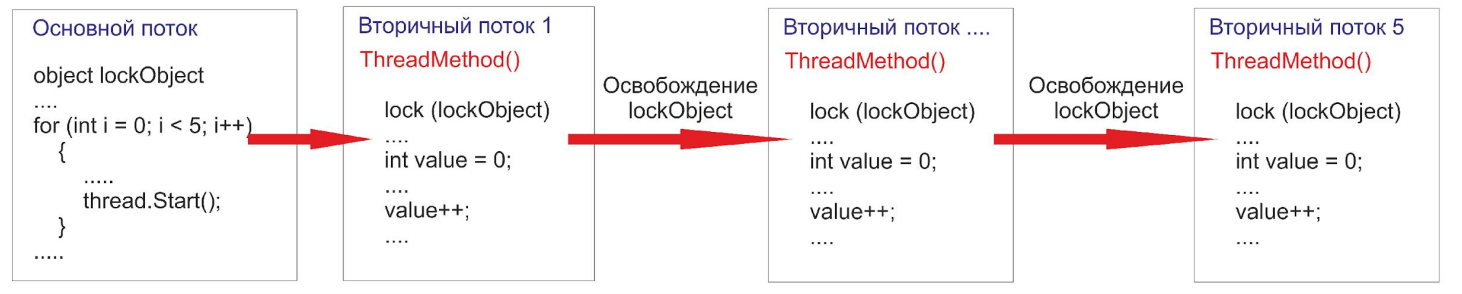 Основной поток
object lockObject
....
for (int i = 0; i < 5; i++)
{
.....
thread.Start();
}
.....
Вторичный поток 1
ThreadMethod()
lock (lockObject)
....
int value = 0;
....
value++;
....
Освобождение
lockObject
Вторичный поток ....
ThreadMethod()
lock (lockObject)
....
int value = 0;
....
value++;
....
Освобождение
lockObject
Вторичный поток 5
ThreadMethod()
lock (lockObject)
....
int value = 0;
....
value++;
....